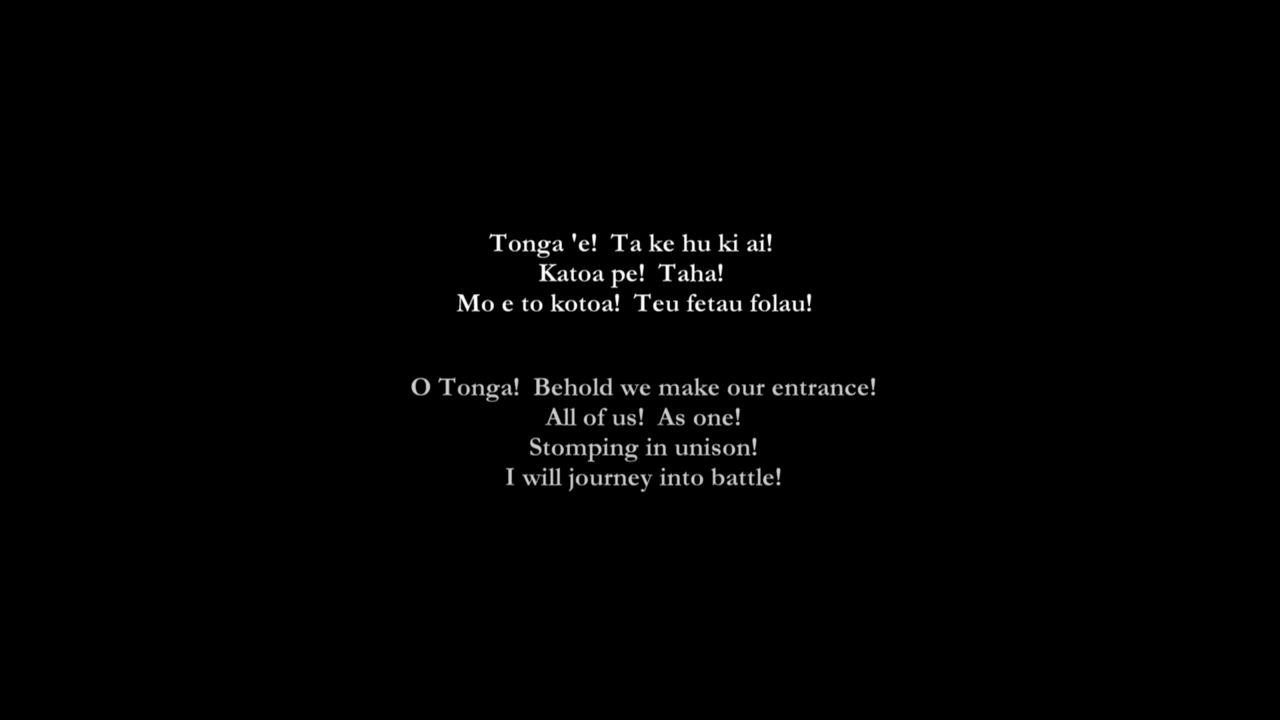 Tonga 'e!  Ta ke hu ki ai!
Katoa pe!  Taha!
Mo e to kotoa!  Teu fetau folau!
O Tonga!  Behold we make our entrance!
All of us!  As one!
Stomping in unison!
I will journey into battle!